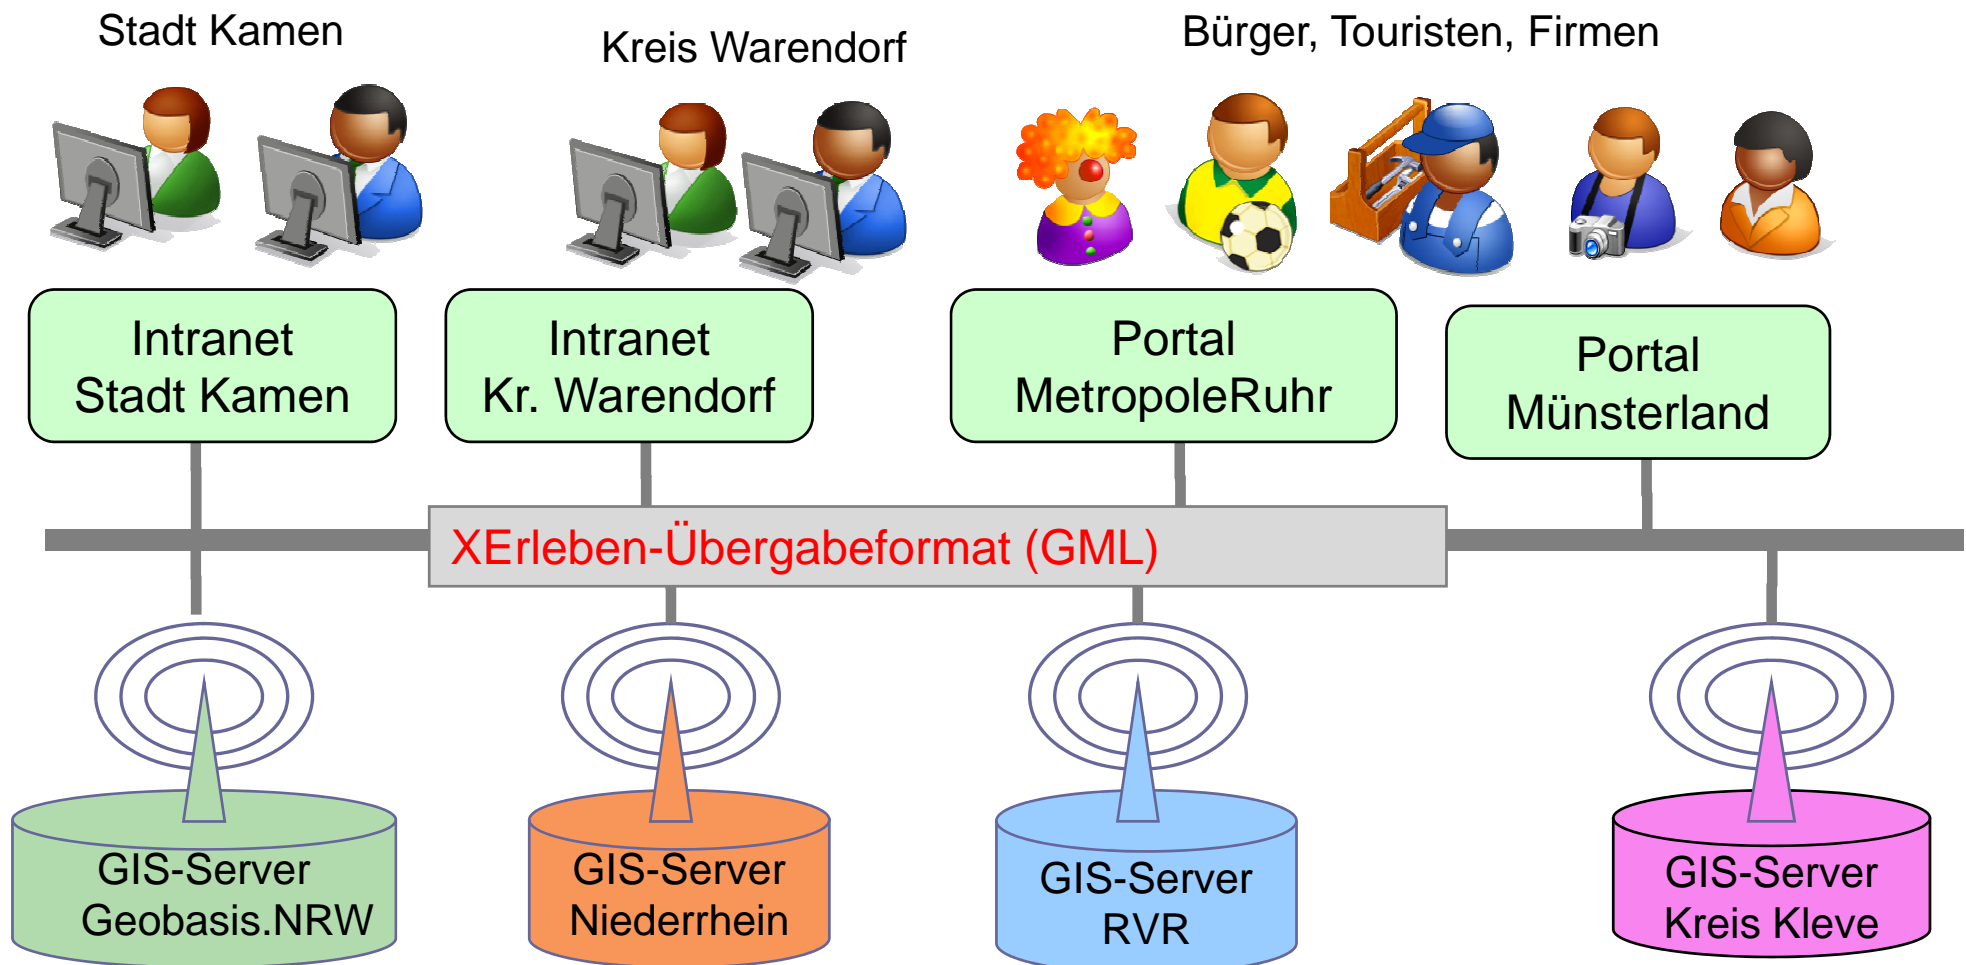 Stadt Kamen
Kreis Warendorf
Bürger, Touristen, Firmen
Intranet
Stadt Kamen
Intranet
Kr. Warendorf
Portal
MetropoleRuhr
Portal
Münsterland
XErleben-Übergabeformat (GML)
GIS-Server
Geobasis.NRW
GIS-Server
Niederrhein
GIS-Server
RVR
GIS-Server
Kreis Kleve